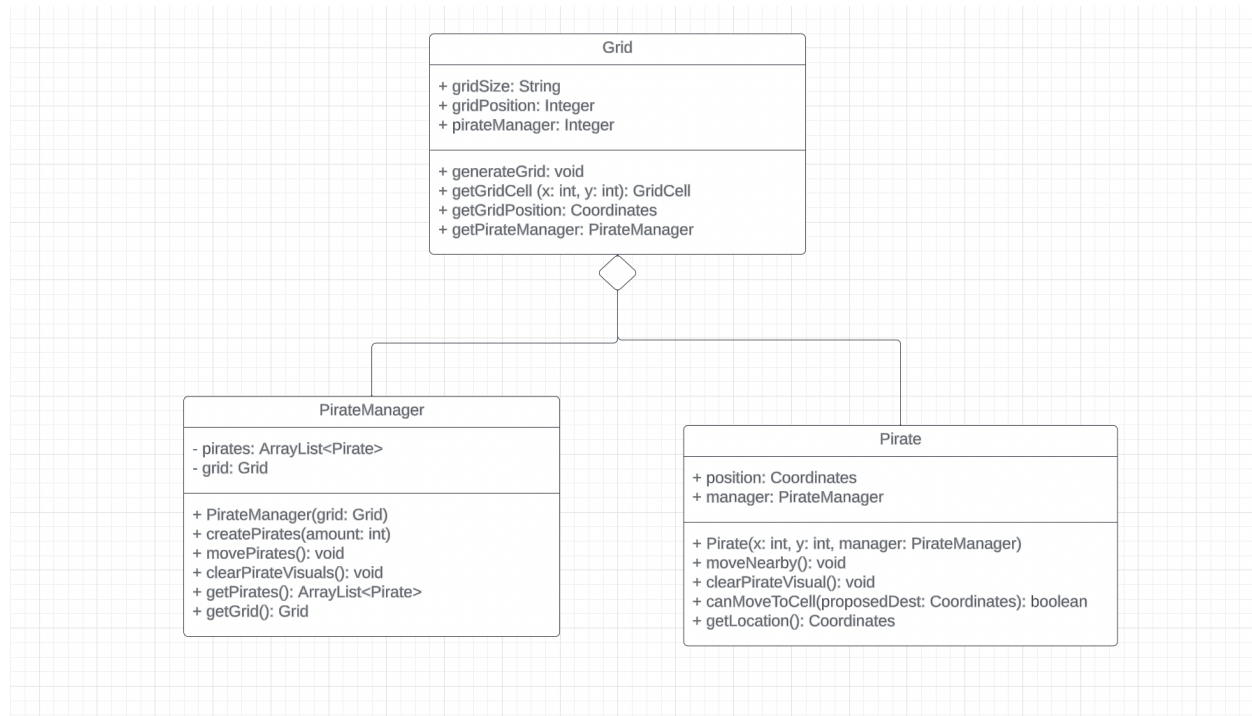 Grid
+ gridSize: String
+ gridPosition: Integer
+ pirateManager: Integer
+ generateGrid: void
+ getGridCell (x: int, y: int): GridCell
+ getGridPosition: Coordinates
+ getPirateManager: PirateManager
PirateManager
- pirates: ArrayList<Pirate>
- grid: Grid
+ PirateManager(grid: Grid)
+ createPirates(amount: int)
+ movePirates(): void
+ clearPirateVisuals(): void
+ getPirates(): ArrayList<Pirate>
+ getGrid(): Grid
Pirate
+ position: Coordinates
+ manager: PirateManager
+ Pirate(x: int, y: int, manager: PirateManager)
+ moveNearby(): void
+ clearPirateVisual(): void
+ canMoveToCell(proposedDest: Coordinates): boolean
+ getLocation(): Coordinates